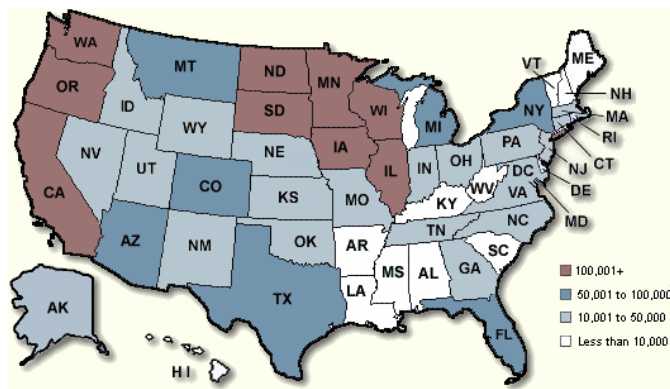 WA
OR
CA
NV
ID
MT
WY
UT
CO
AZ
NM
ND
SD
NE
KS
OK
TX
MN
IA
MO
AR
LA
WI
IL
MI
IN
OH
KY
TN
MS
AL
GA
FL
SC
NC
VA
WV
DC
PA
NY
VT
ME
NH
MA
RI
CT
NJ
DE
MD
AK
HI
100,001+
50,001 to 100,000
10,001 to 50,000
Less than 10,000